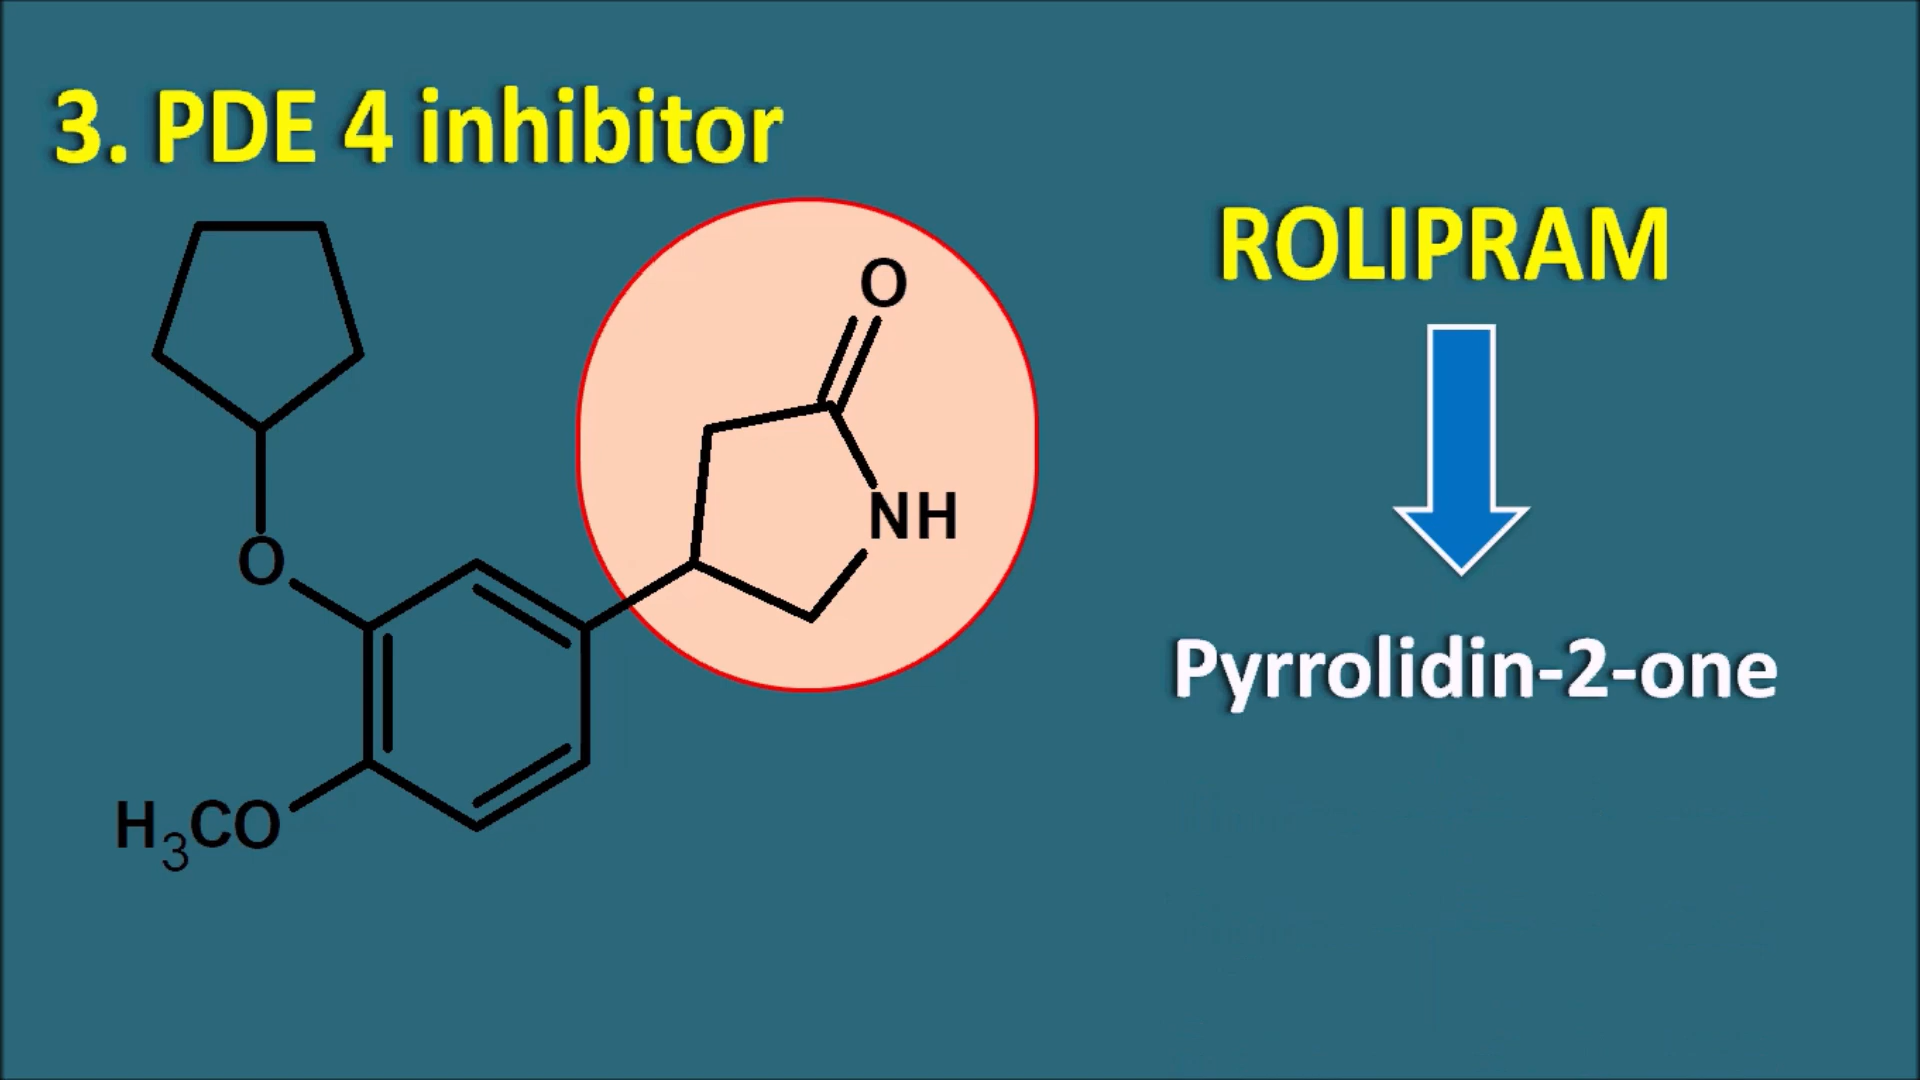 3. PDE 4 inhibitor
ROLIPRAM
O
NH
O
Pyrrolidin-2-one
H3CO